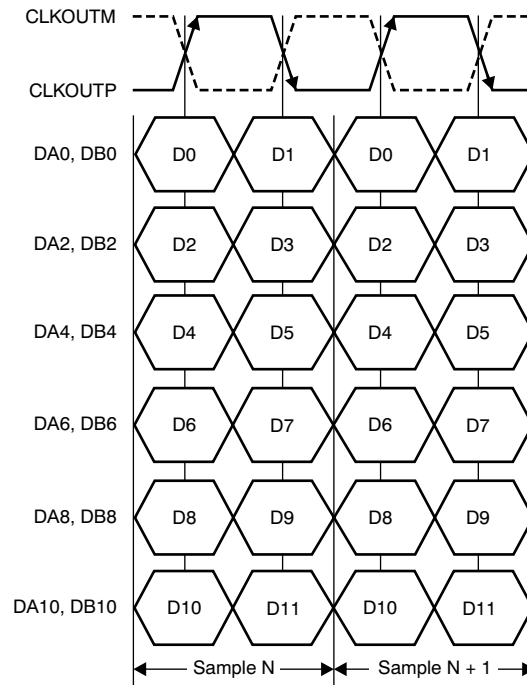 CLKOUTM
CLKOUTP
DA0, DB0 D0 D1 D0 D1
DA2, DB2 D2 D3 D2 D3
DA4, DB4 D4 D5 D4 D5
DA6, DB6 D6 D7 D6 D7
DA8, DB8 D8 D9 D8 D9
DA10, DB10 D10 D11 D10 D11
Sample N Sample N + 1